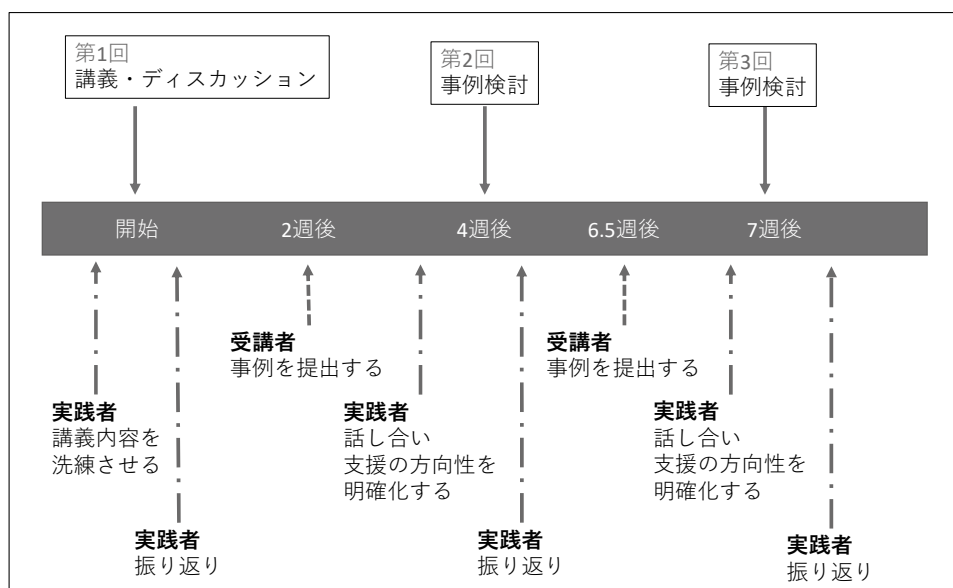 第1回
講義・ディスカッション
第2回
事例検討
第3回
事例検討
開始
2週後
4週後
6.5週後
7週後
受講者
事例を提出する
受講者
事例を提出する
実践者
講義内容を
洗練させる
実践者
話し合い
支援の方向性を
明確化する
実践者
話し合い
支援の方向性を
明確化する
実践者
振り返り
実践者
振り返り
実践者
振り返り